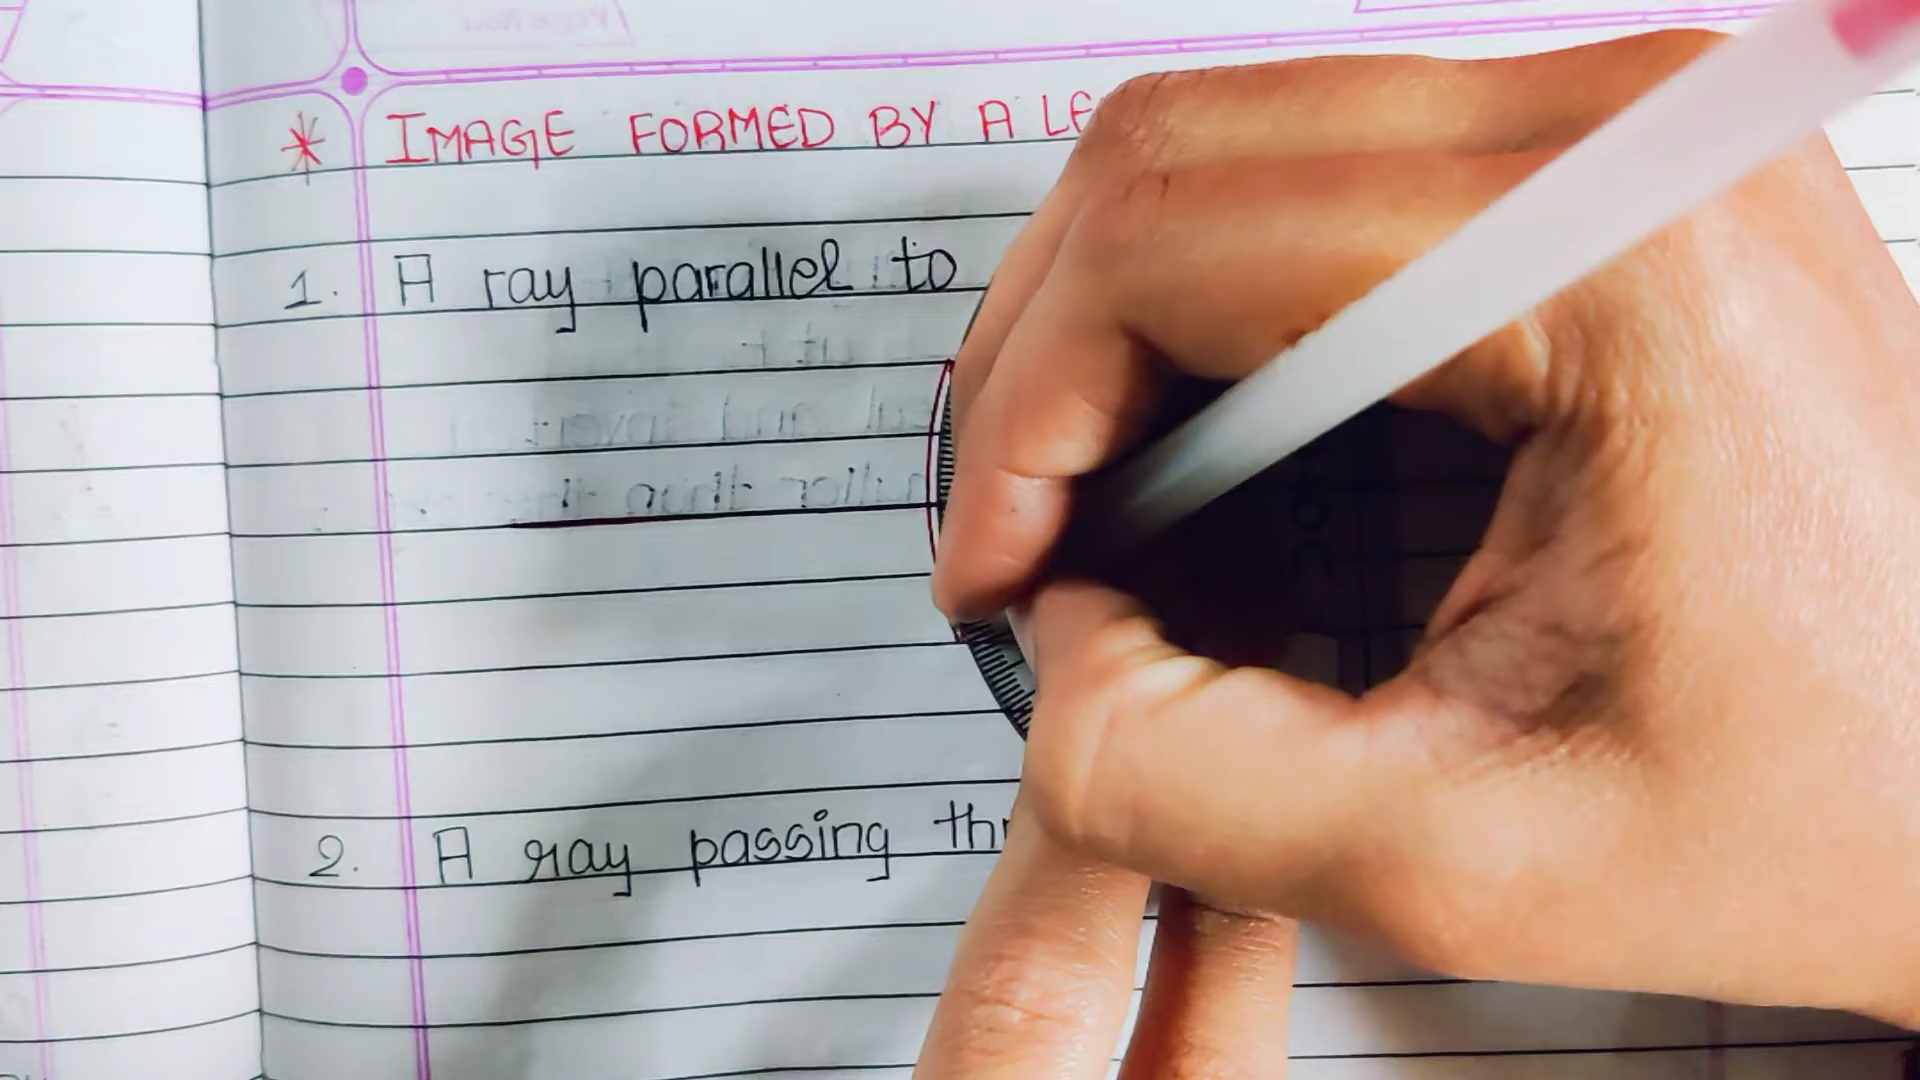 * IMAGE FORMED BY A LE
1. A ray parallel to
2. A ray passing thr